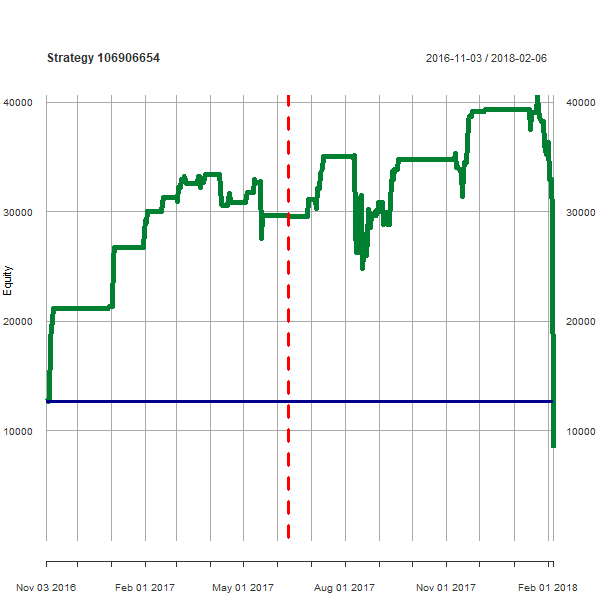 Strategy 106906654
2016-11-03 / 2018-02-06
40000
40000
30000
30000
Equity
20000
20000
10000
10000
Nov 03 2016
Feb 01 2017
May 01 2017
Aug 01 2017
Nov 01 2017
Feb 01 2018